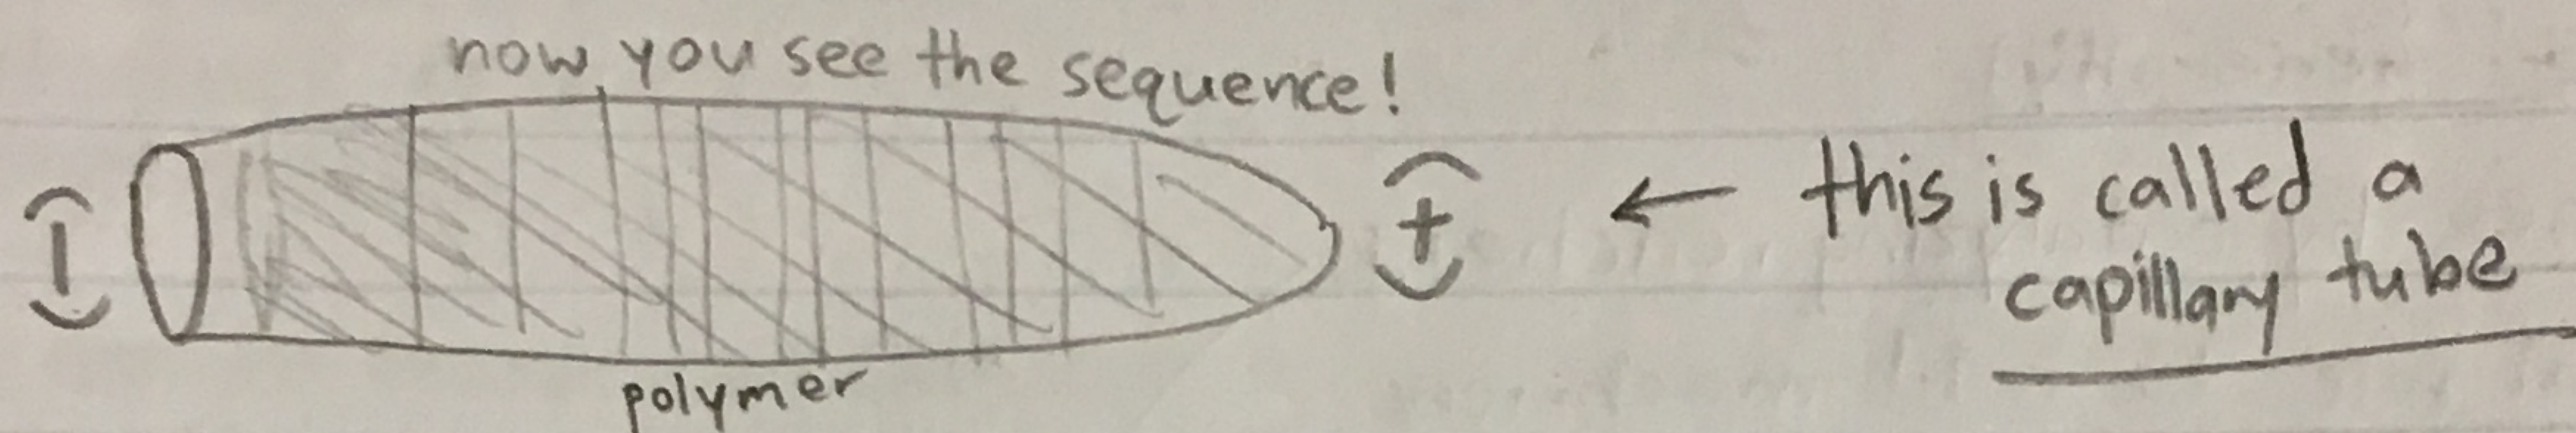 now you see the sequence!
(-)
(+)
← this is called a
capillary tube
polymer